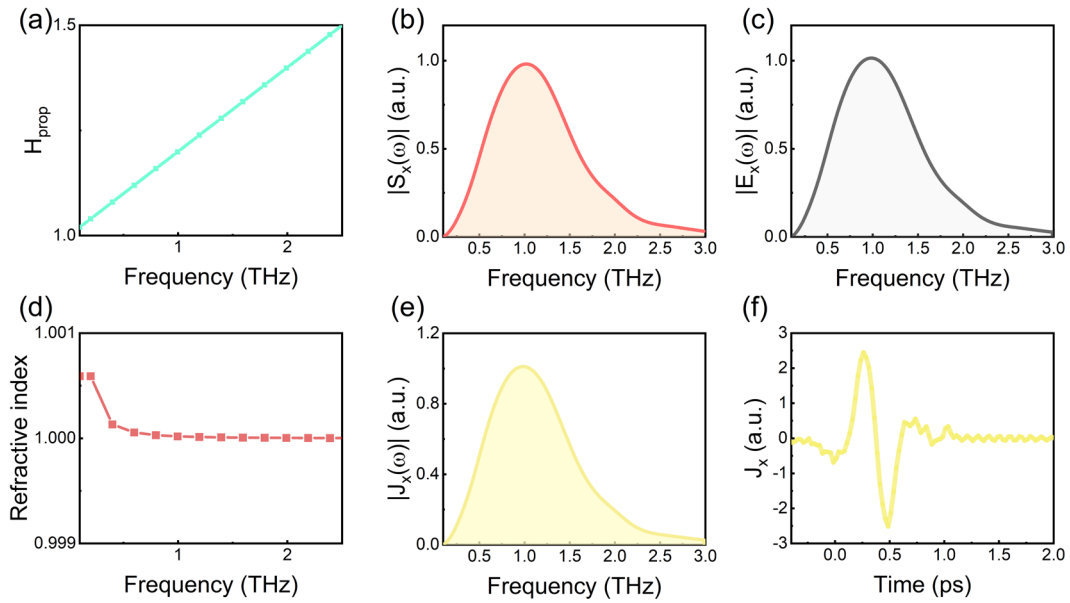 (a)
1.5
H_prop
1.0
1
2
Frequency (THz)
(b)
|S_x(ω)| (a.u.)
1.0
0.5
0.0
0.5
1.0
1.5
2.0
2.5
3.0
Frequency (THz)
(c)
|E_x(ω)| (a.u.)
1.0
0.5
0.0
0.5
1.0
1.5
2.0
2.5
3.0
Frequency (THz)
(d)
Refractive index
1.001
1.000
0.999
1
2
Frequency (THz)
(e)
|J_x(ω)| (a.u.)
1.2
0.8
0.4
0.0
0.5
1.0
1.5
2.0
2.5
3.0
Frequency (THz)
(f)
J_x (a.u.)
3
2
1
0
-1
-2
-3
0.0
0.5
1.0
1.5
2.0
Time (ps)